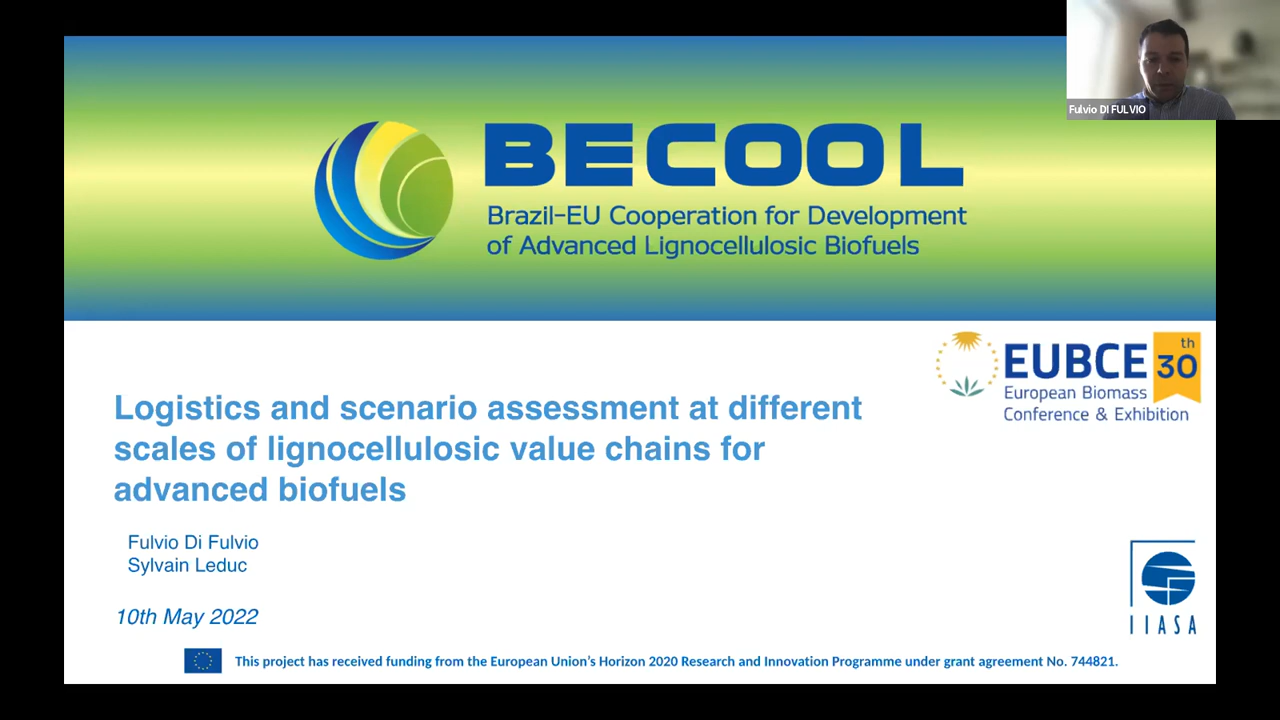 Fulvio DI FULVIO
BECOOL
Brazil-EU Cooperation for Development
of Advanced Lignocellulosic Biofuels
EUBCE 30th
European Biomass
Conference & Exhibition
Logistics and scenario assessment at different
scales of lignocellulosic value chains for
advanced biofuels
Fulvio Di Fulvio
Sylvain Leduc
10th May 2022
IIASA
This project has received funding from the European Union’s Horizon 2020 Research and Innovation Programme under grant agreement No. 744821.